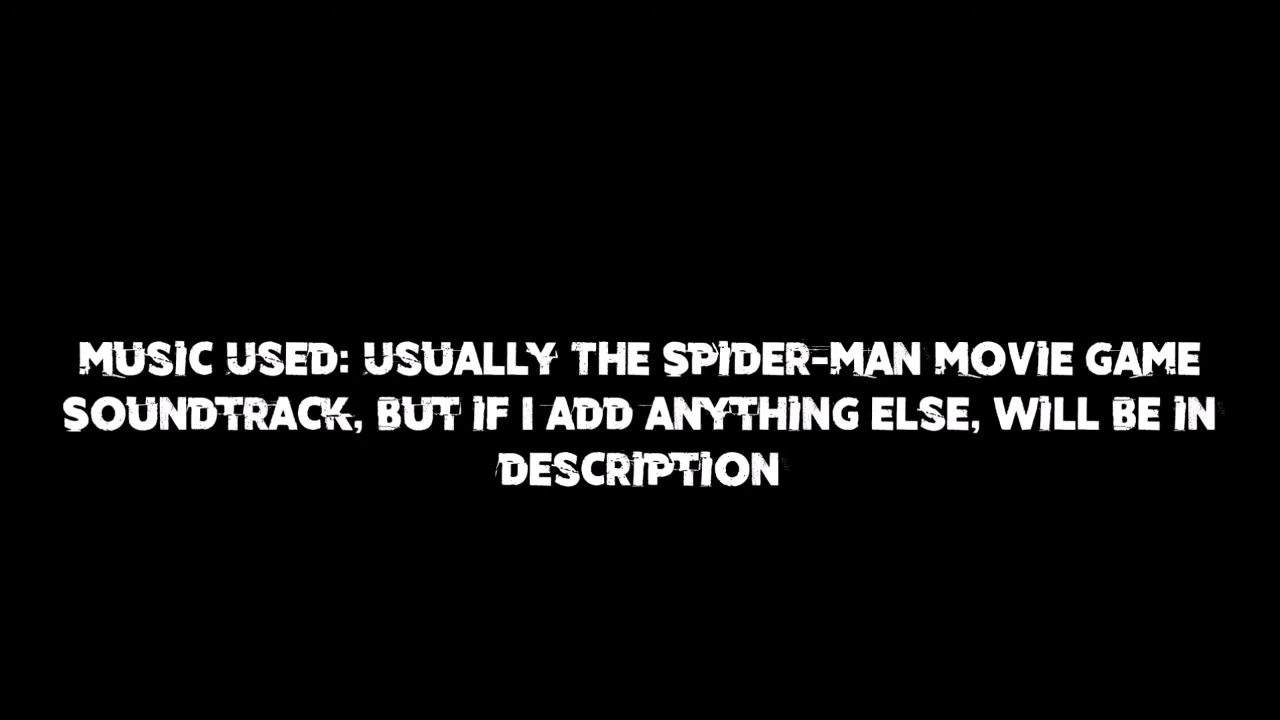 MUSIC USED: USUALLY THE SPIDER-MAN MOVIE GAME
SOUNDTRACK, BUT IF I ADD ANYTHING ELSE, WILL BE IN
DESCRIPTION